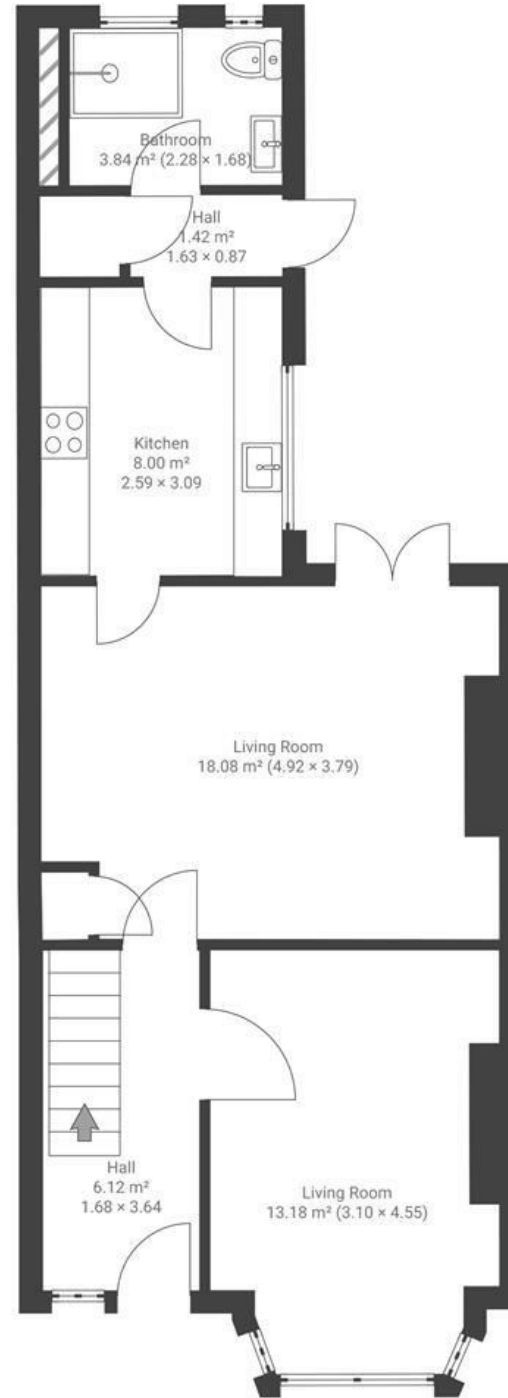 Bathroom
3.84 m² (2.28 × 1.68)
Hall
1.42 m²
1.63 × 0.87
Kitchen
8.00 m²
2.59 × 3.09
Living Room
18.08 m² (4.92 × 3.79)
Hall
6.12 m²
1.68 × 3.64
Living Room
13.18 m² (3.10 × 4.55)